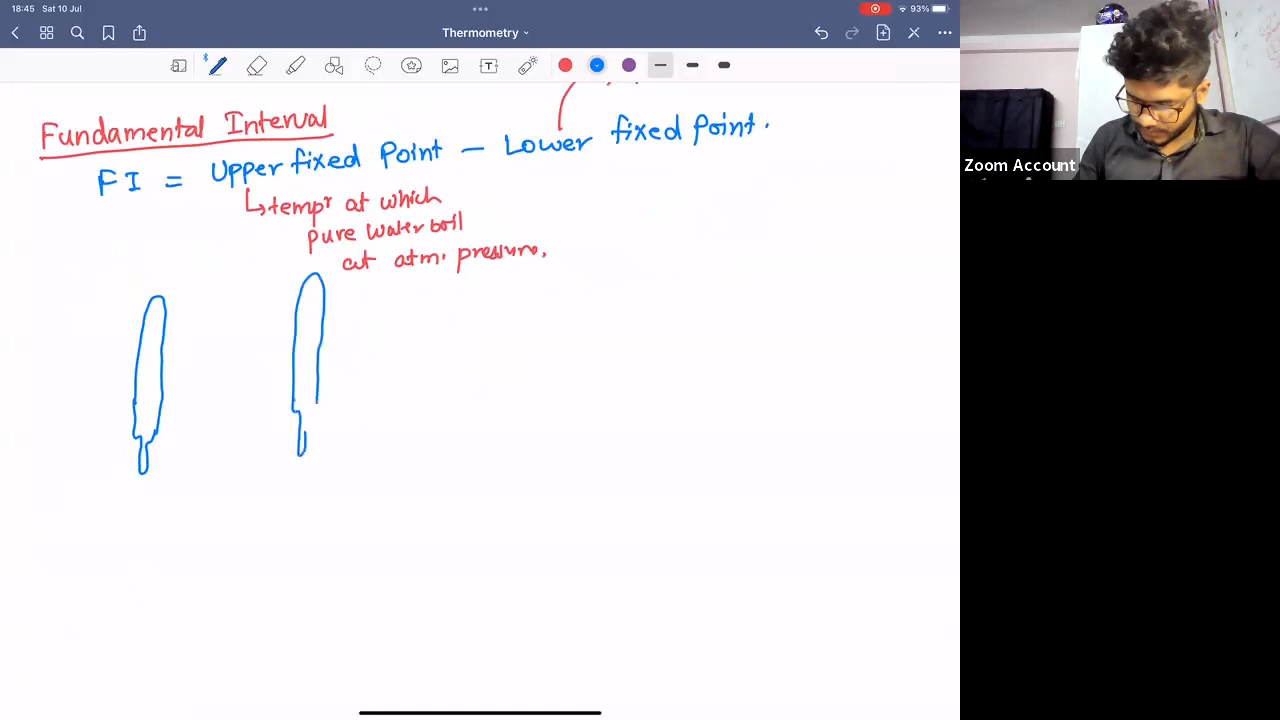 18:45 Sat 10 Jul
93%
Thermometry
T
Fundamental Interval
FI = Upper fixed Point - Lower fixed Point.
↳ tempr at which
pure water boil
at atm. pressure.
Zoom Account